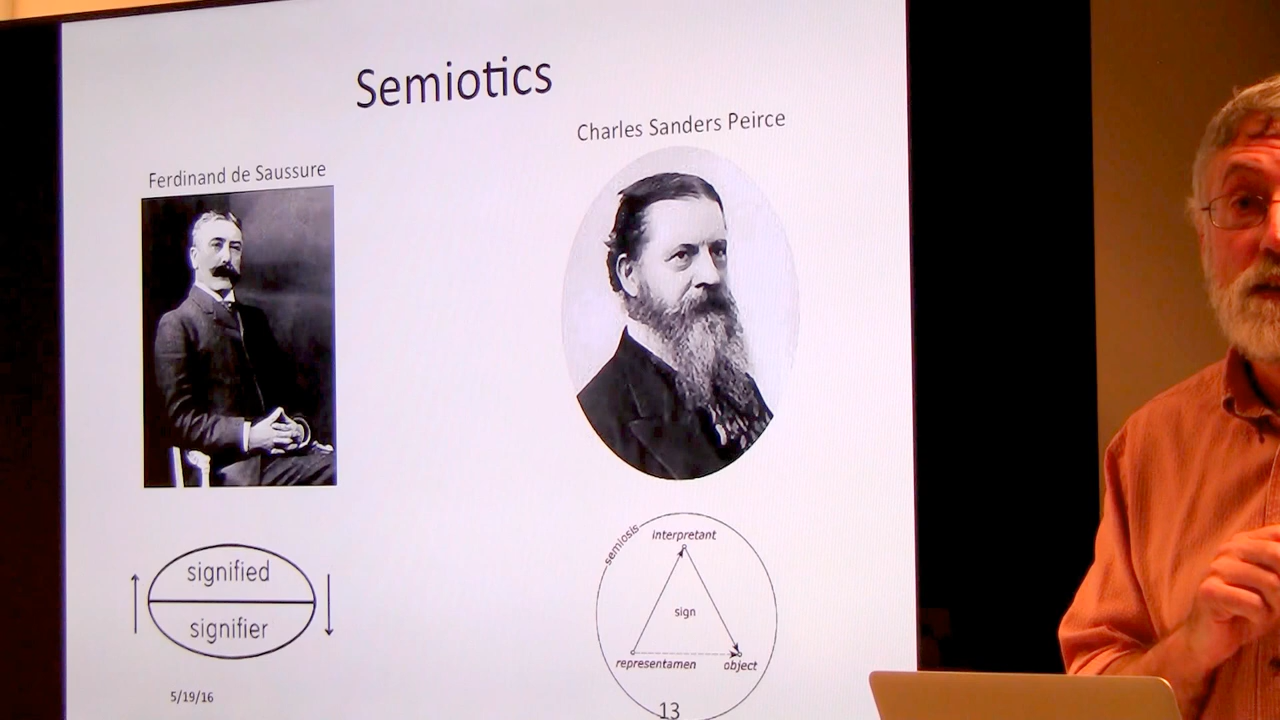 Semiotics
Charles Sanders Peirce
Ferdinand de Saussure
signified
signifier
semiosis
interpretant
sign
representamen
object
5/19/16
13